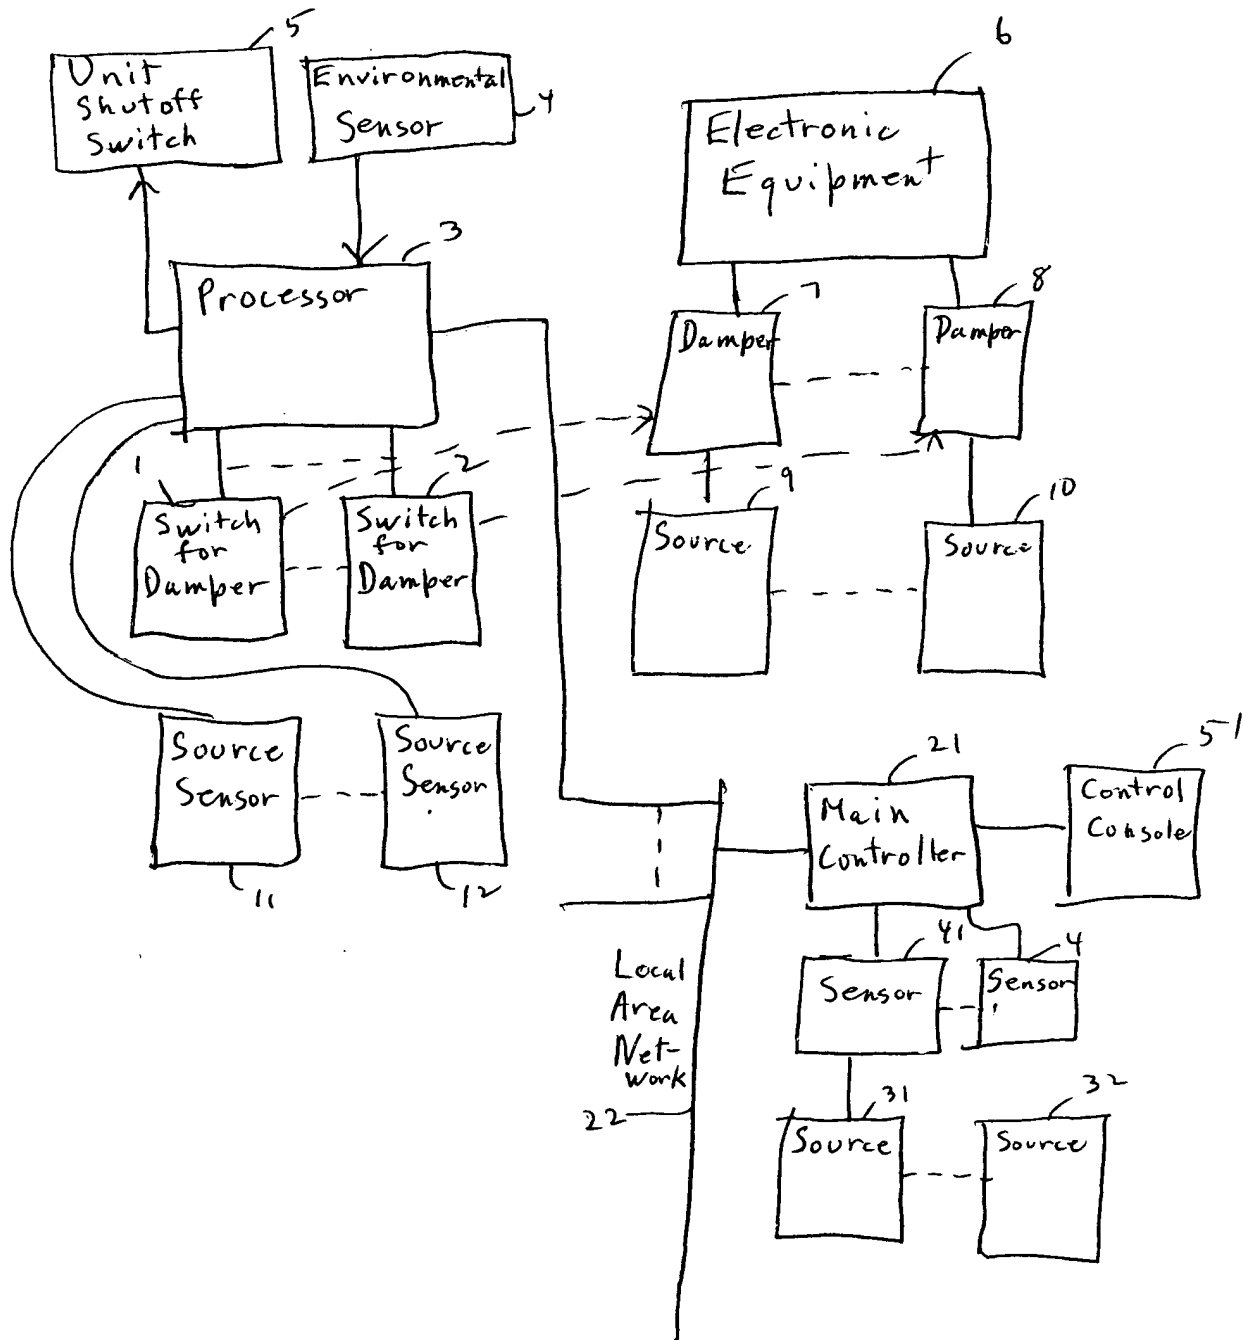 5
Unit
Shutoff
Switch
Environmental
Sensor
4
6
Electronic
Equipment
3
Processor
7
Damper
8
Damper
1
Switch
for
Damper
2
Switch
for
Damper
9
Source
10
Source
Source
Sensor
11
Source
Sensor
12
21
Main
Controller
5-1
Control
Console
Local
Area
Net-
work
22
41
Sensor
4
Sensor
31
Source
32
Source